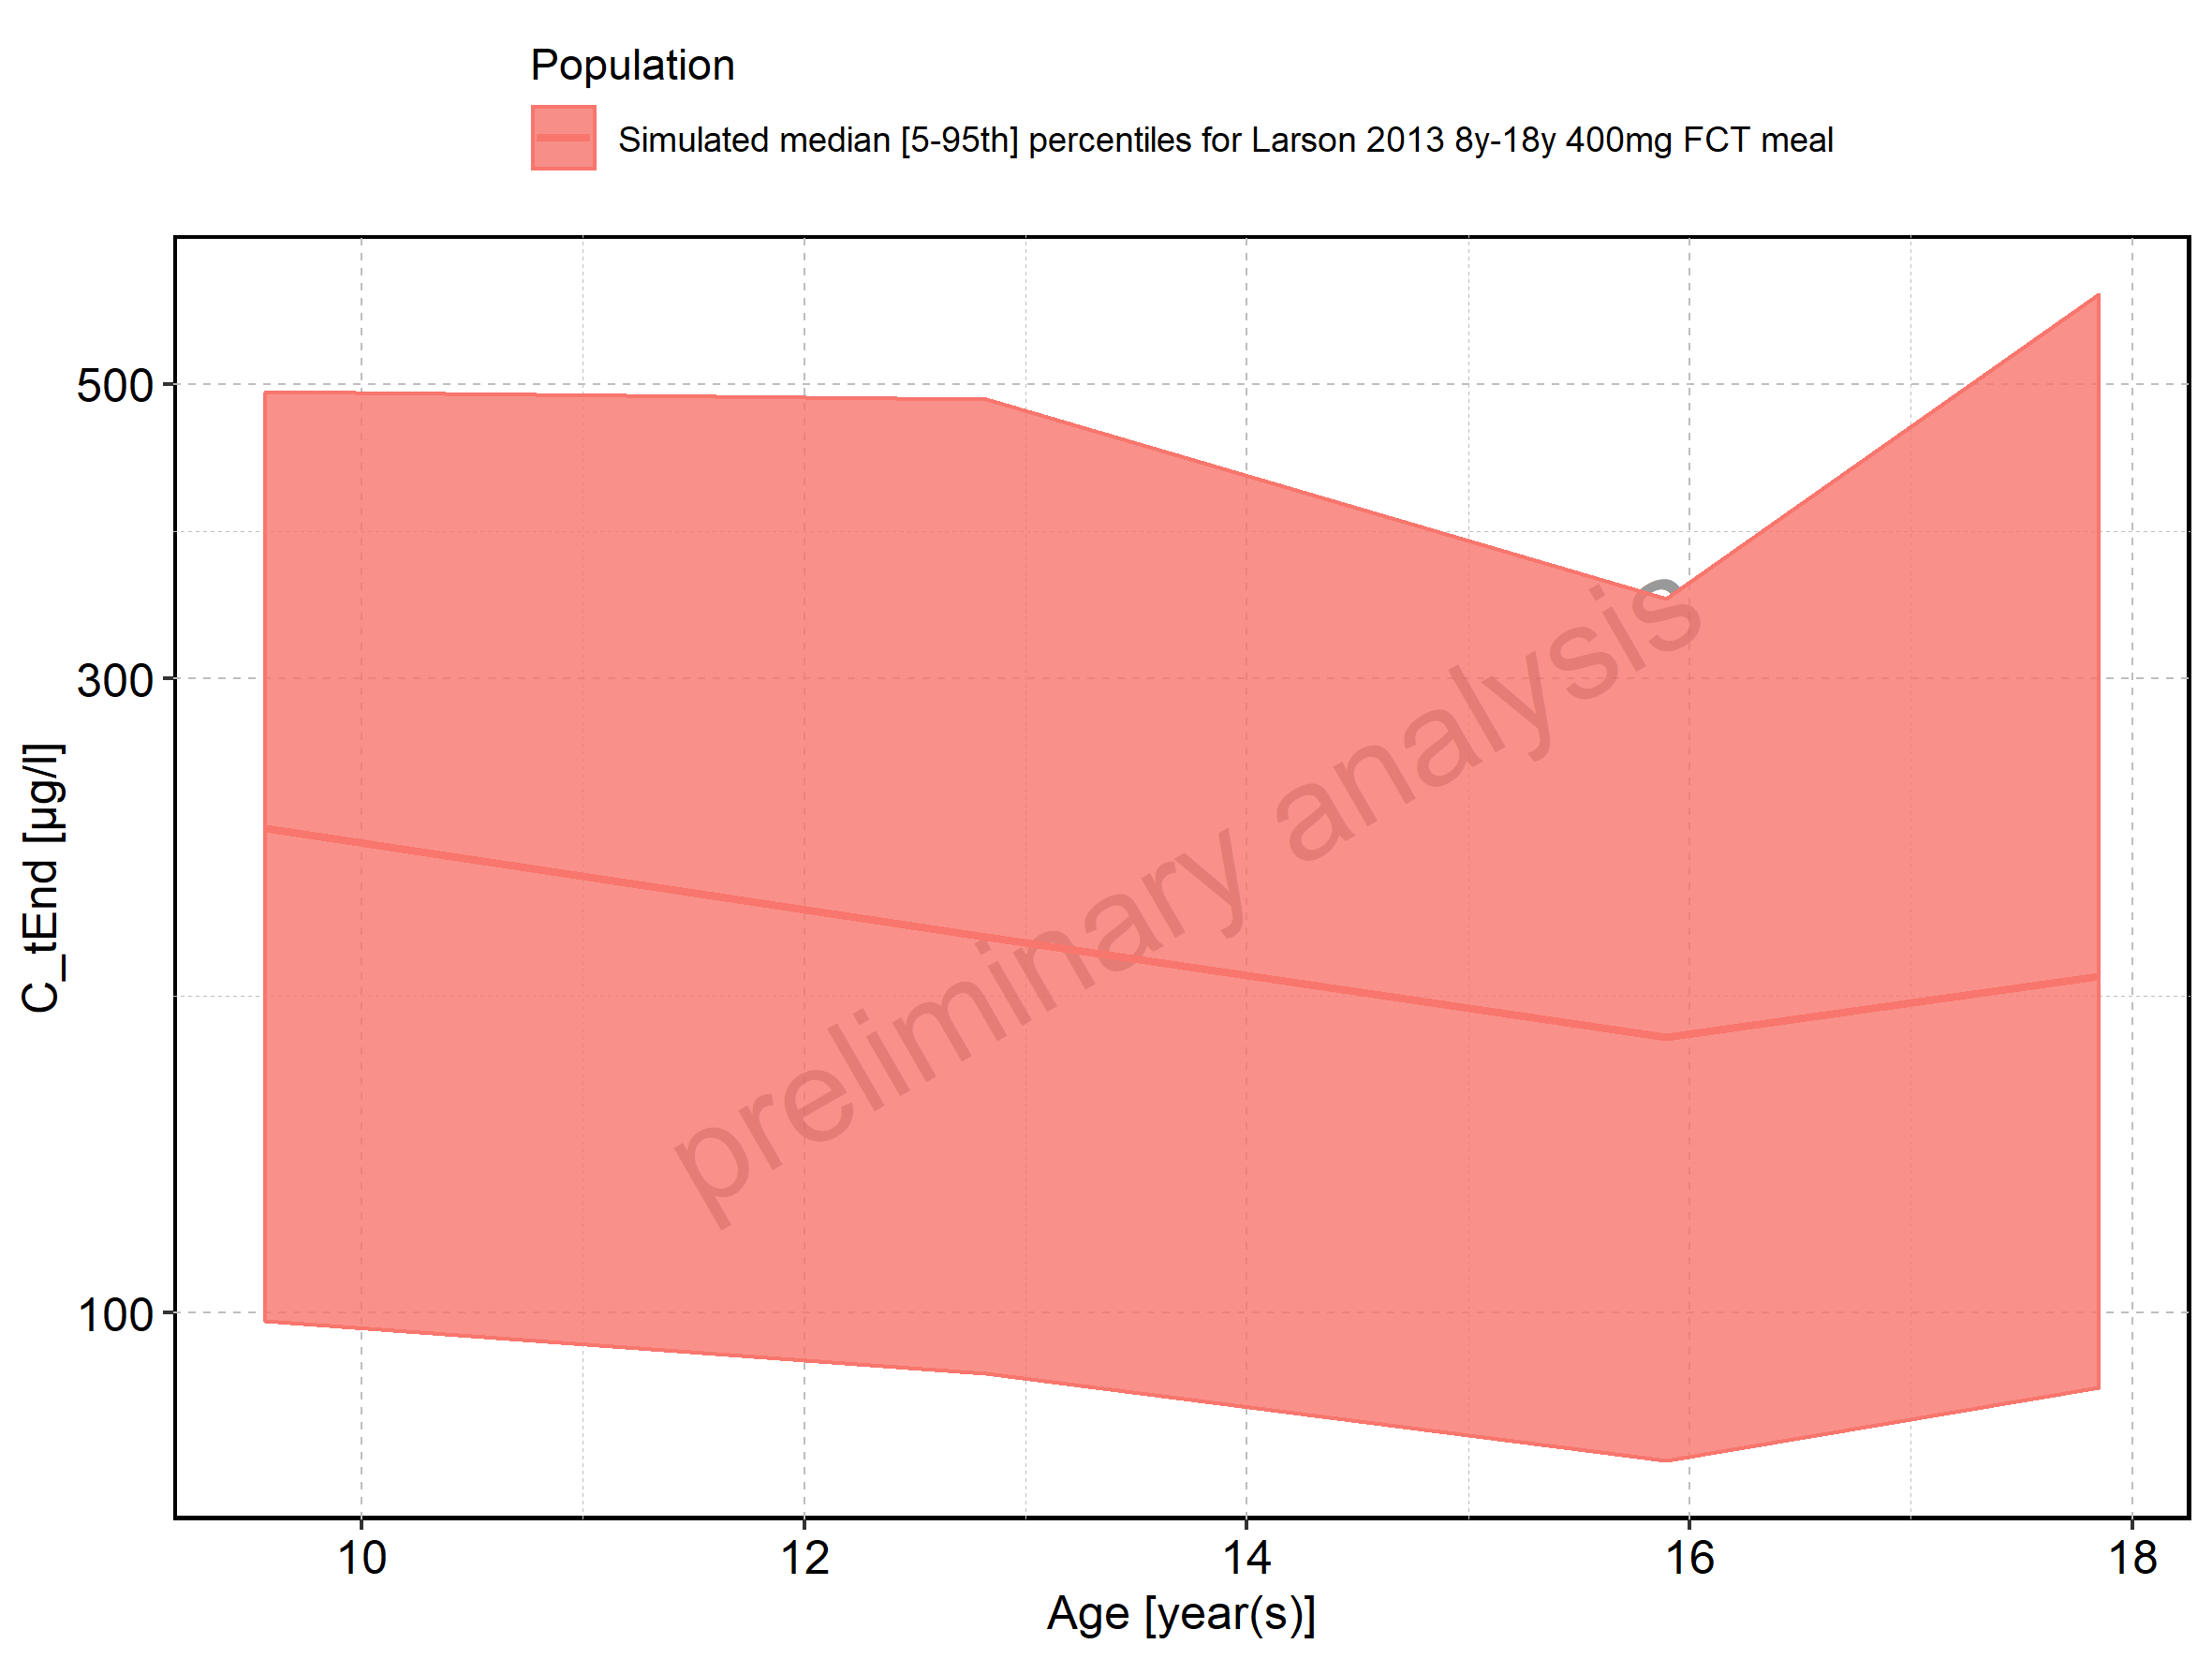 Population
Simulated median [5-95th] percentiles for Larson 2013 8y-18y 400mg FCT meal
500
300
100
C_tEnd [µg/l]
preliminary analysis
10 12 14 16 18
Age [year(s)]